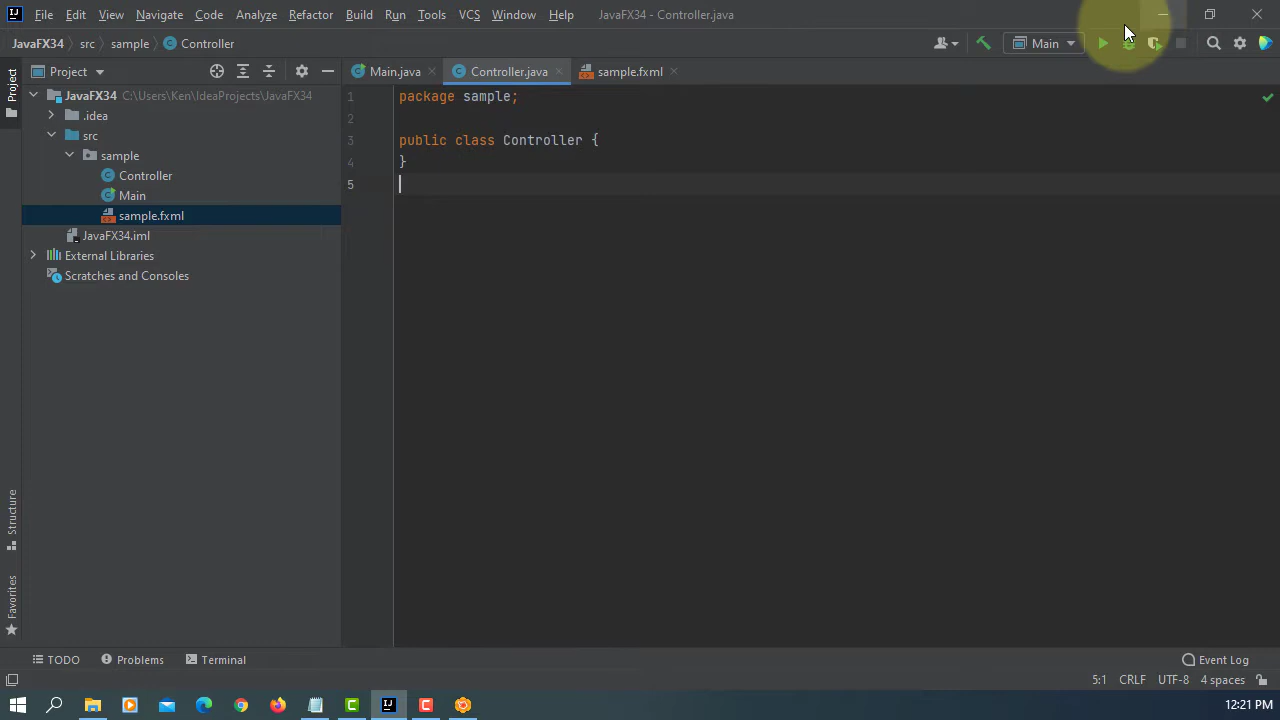 File Edit View Navigate Code Analyze Refactor Build Run Tools VCS Window Help JavaFX34 - Controller.java
JavaFX34 src sample Controller Main
Project Main.java Controller.java sample.fxml
Project
JavaFX34 C:\Users\Ken\IdeaProjects\JavaFX34
.idea
src
sample
Controller
Main
sample.fxml
JavaFX34.iml
External Libraries
Scratches and Consoles
1 package sample;
2
3 public class Controller {
4 }
5
Structure
Favorites
TODO Problems Terminal Event Log
5:1 CRLF UTF-8 4 spaces
12:21 PM